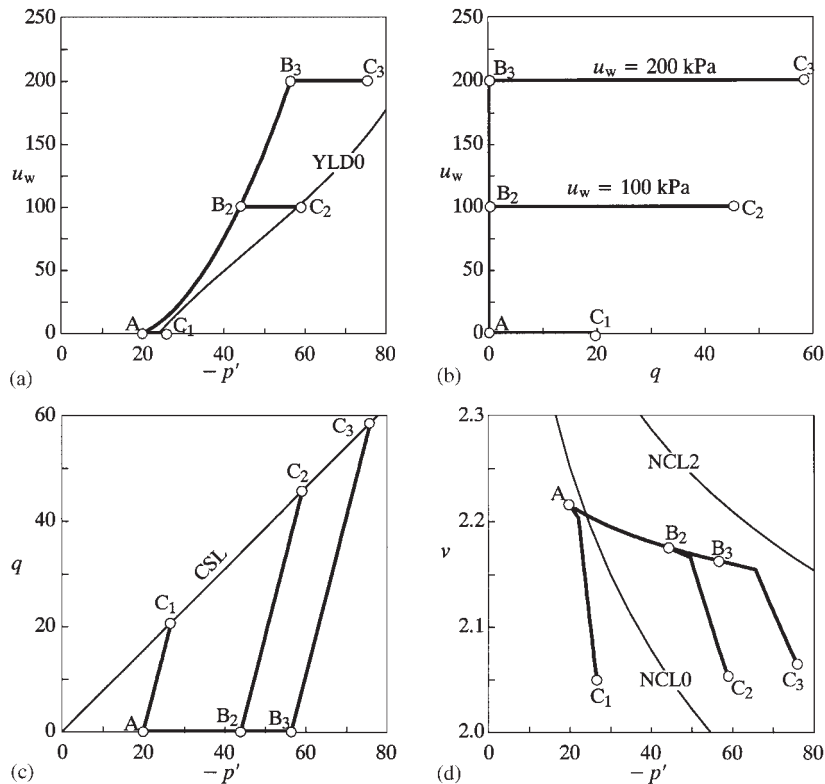 200
150
u_w
100
50
0
0
20
40
60
80
− p′
A
C₁
B₂
C₂
B₃
C₃
YLD0
(a)
200
150
u_w
100
50
0
0
20
40
60
80
q
B₃
u_w = 200 kPa
C₃
B₂
u_w = 100 kPa
C₂
A
C₁
(b)
60
40
q
20
0
0
20
40
60
80
− p′
C₃
C₂
CSL
C₁
A
B₂
B₃
(c)
2.3
2.2
v
2.1
2.0
0
20
40
60
80
− p′
NCL2
A
B₂
B₃
NCL0
C₁
C₂
C₃
(d)